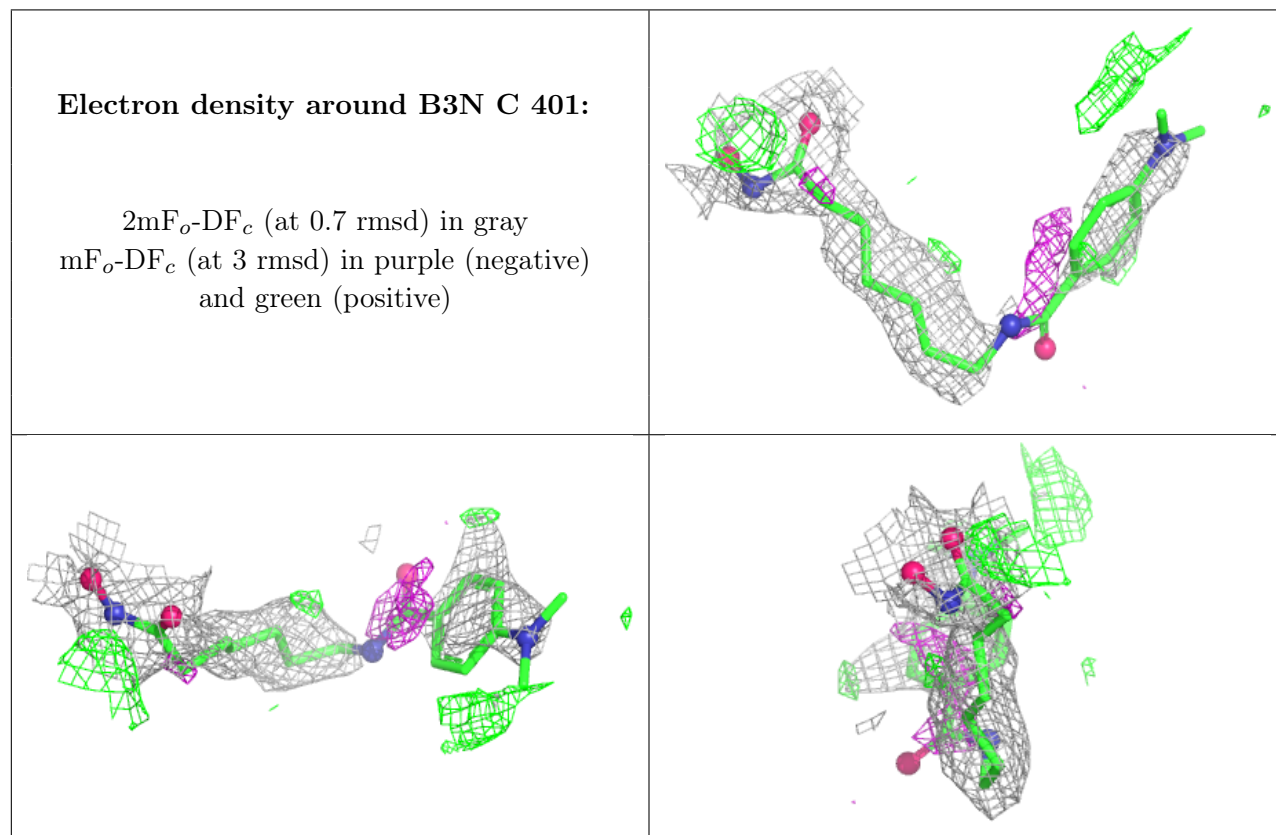 Electron density around B3N C 401:
2mFo-DFc (at 0.7 rmsd) in gray
mFo-DFc (at 3 rmsd) in purple (negative)
and green (positive)